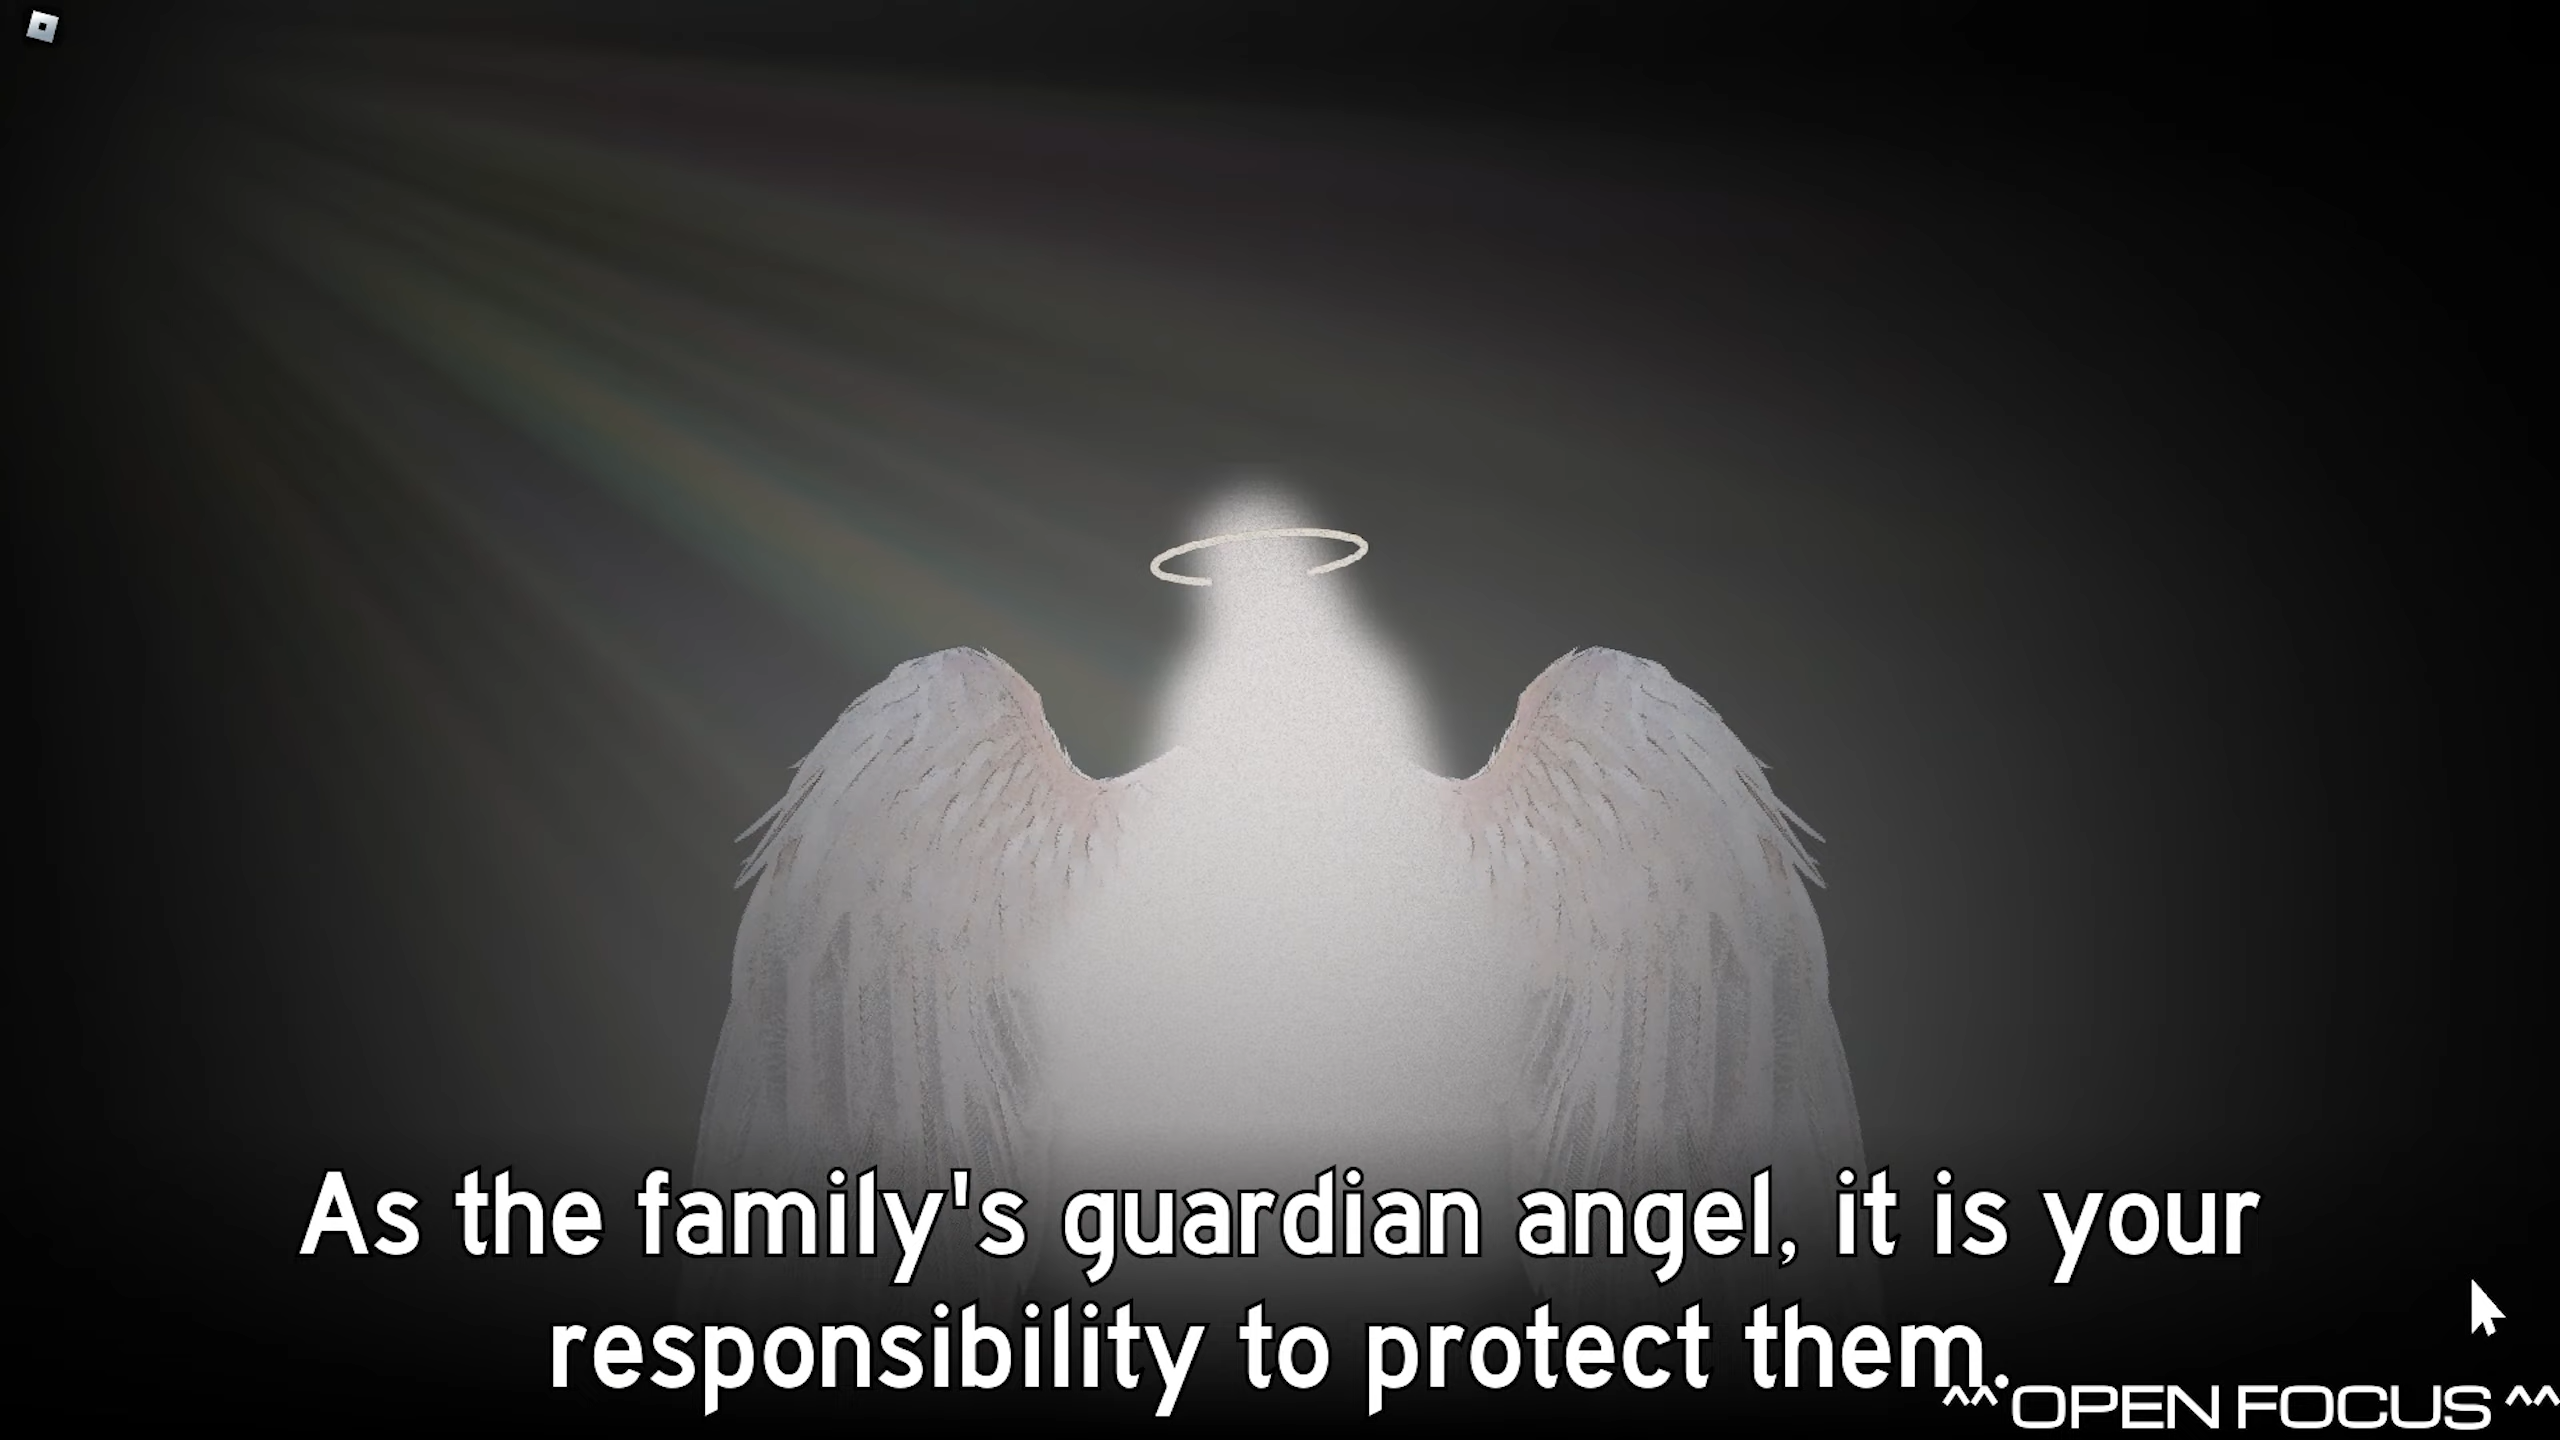 As the family's guardian angel, it is your
responsibility to protect them.
^^ OPEN FOCUS ^^